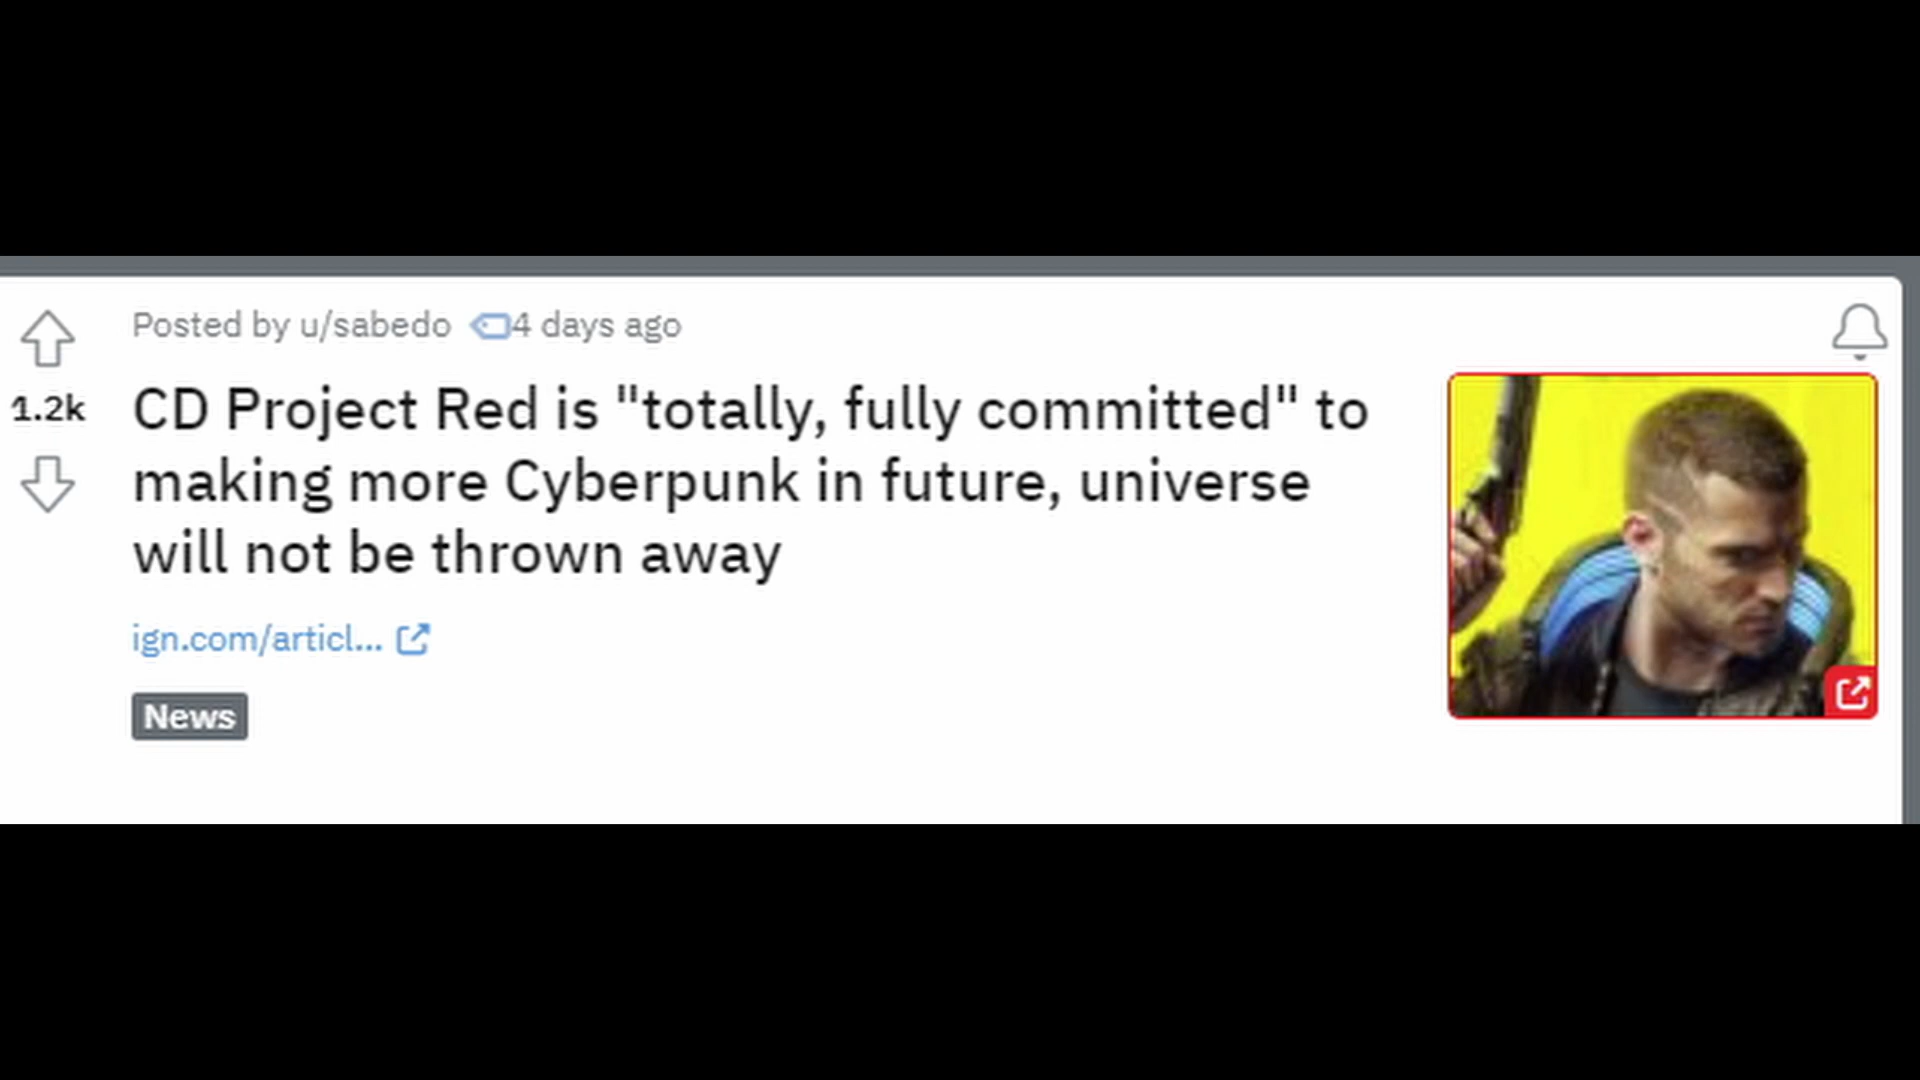 Posted by u/sabedo 4 days ago
1.2k
CD Project Red is "totally, fully committed" to
making more Cyberpunk in future, universe
will not be thrown away
ign.com/articl...
News